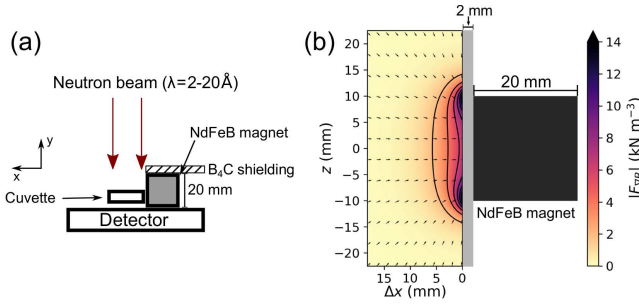 (a)
Neutron beam (λ=2-20Å)
NdFeB magnet
B₄C shielding
y
x
20 mm
Cuvette
Detector
(b)
2 mm
20 mm
NdFeB magnet
z (mm)
20
15
10
5
0
−5
−10
−15
−20
15
10
5
0
Δx (mm)
14
12
10
8
6
4
2
0
|F∇B| (kN m⁻³)